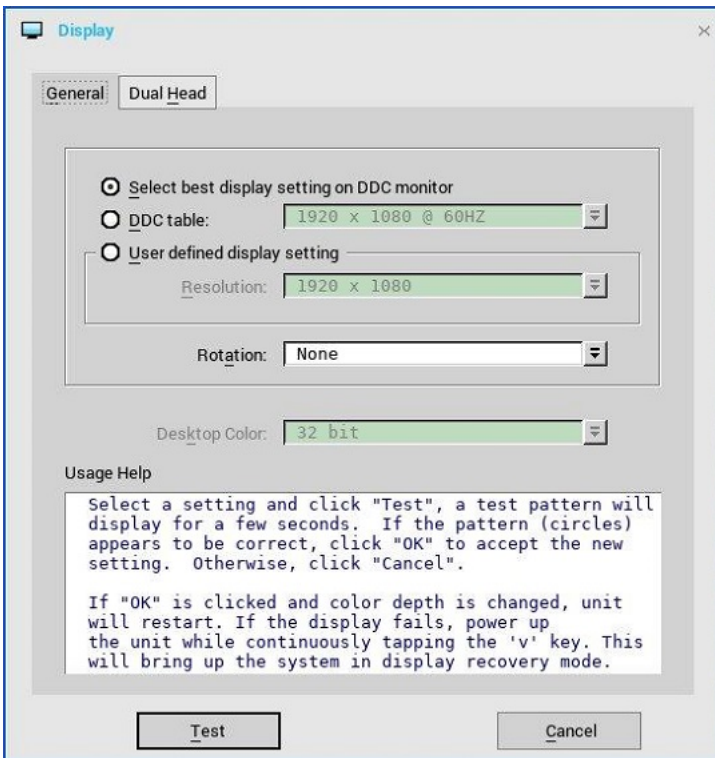 Display
General
Dual Head
Select best display setting on DDC monitor
DDC table: 1920 x 1080 @ 60HZ
User defined display setting
Resolution: 1920 x 1080
Rotation: None
Desktop Color: 32 bit
Usage Help
Select a setting and click "Test", a test pattern will
display for a few seconds. If the pattern (circles)
appears to be correct, click "OK" to accept the new
setting. Otherwise, click "Cancel".
If "OK" is clicked and color depth is changed, unit
will restart. If the display fails, power up
the unit while continuously tapping the 'v' key. This
will bring up the system in display recovery mode.
Test
Cancel